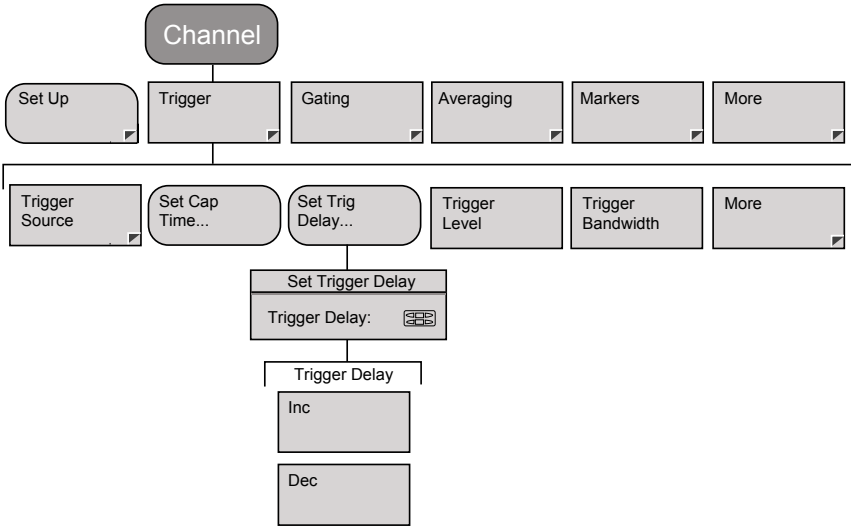 Channel
Set Up
Trigger
Gating
Averaging
Markers
More
Trigger
Source
Set Cap
Time...
Set Trig
Delay...
Trigger
Level
Trigger
Bandwidth
More
Set Trigger Delay
Trigger Delay:
Trigger Delay
Inc
Dec